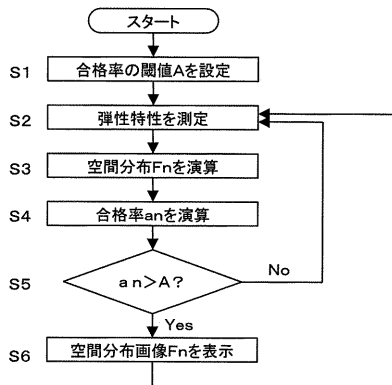 スタート
S1 合格率の閾値Aを設定
S2 弾性特性を測定
S3 空間分布Fnを演算
S4 合格率anを演算
S5 an>A? No
Yes
S6 空間分布画像Fnを表示